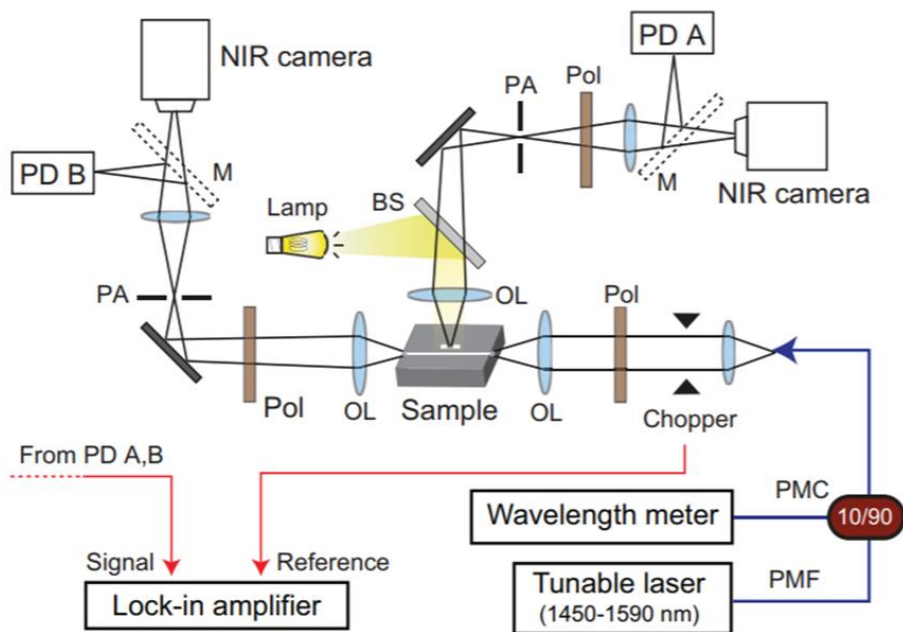 PD A
NIR camera
PA
Pol
PD B
M
M
NIR camera
Lamp
BS
PA
OL
Pol
Pol
OL
Sample
OL
Chopper
From PD A,B
PMC
Wavelength meter
10/90
Signal
Reference
Tunable laser
(1450-1590 nm)
PMF
Lock-in amplifier